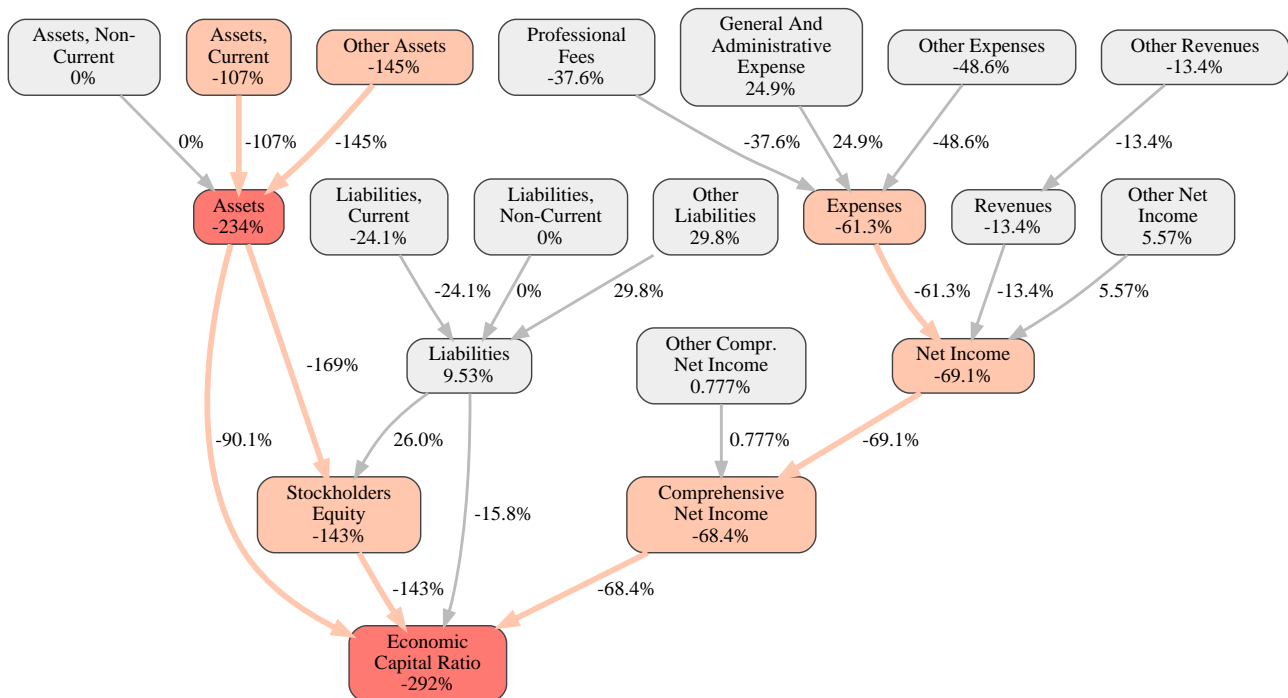 Assets, Non-
Current
0%
Assets,
Current
-107%
Other Assets
-145%
Professional
Fees
-37.6%
General And
Administrative
Expense
24.9%
Other Expenses
-48.6%
Other Revenues
-13.4%
0%
-107%
-145%
-37.6%
24.9%
-48.6%
-13.4%
Assets
-234%
Liabilities,
Current
-24.1%
Liabilities,
Non-Current
0%
Other
Liabilities
29.8%
Expenses
-61.3%
Revenues
-13.4%
Other Net
Income
5.57%
-24.1%
0%
29.8%
-61.3%
-13.4%
5.57%
Liabilities
9.53%
Other Compr.
Net Income
0.777%
Net Income
-69.1%
-169%
-90.1%
26.0%
0.777%
-69.1%
Stockholders
Equity
-143%
-15.8%
Comprehensive
Net Income
-68.4%
-143%
-68.4%
Economic
Capital Ratio
-292%